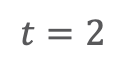 t = 2